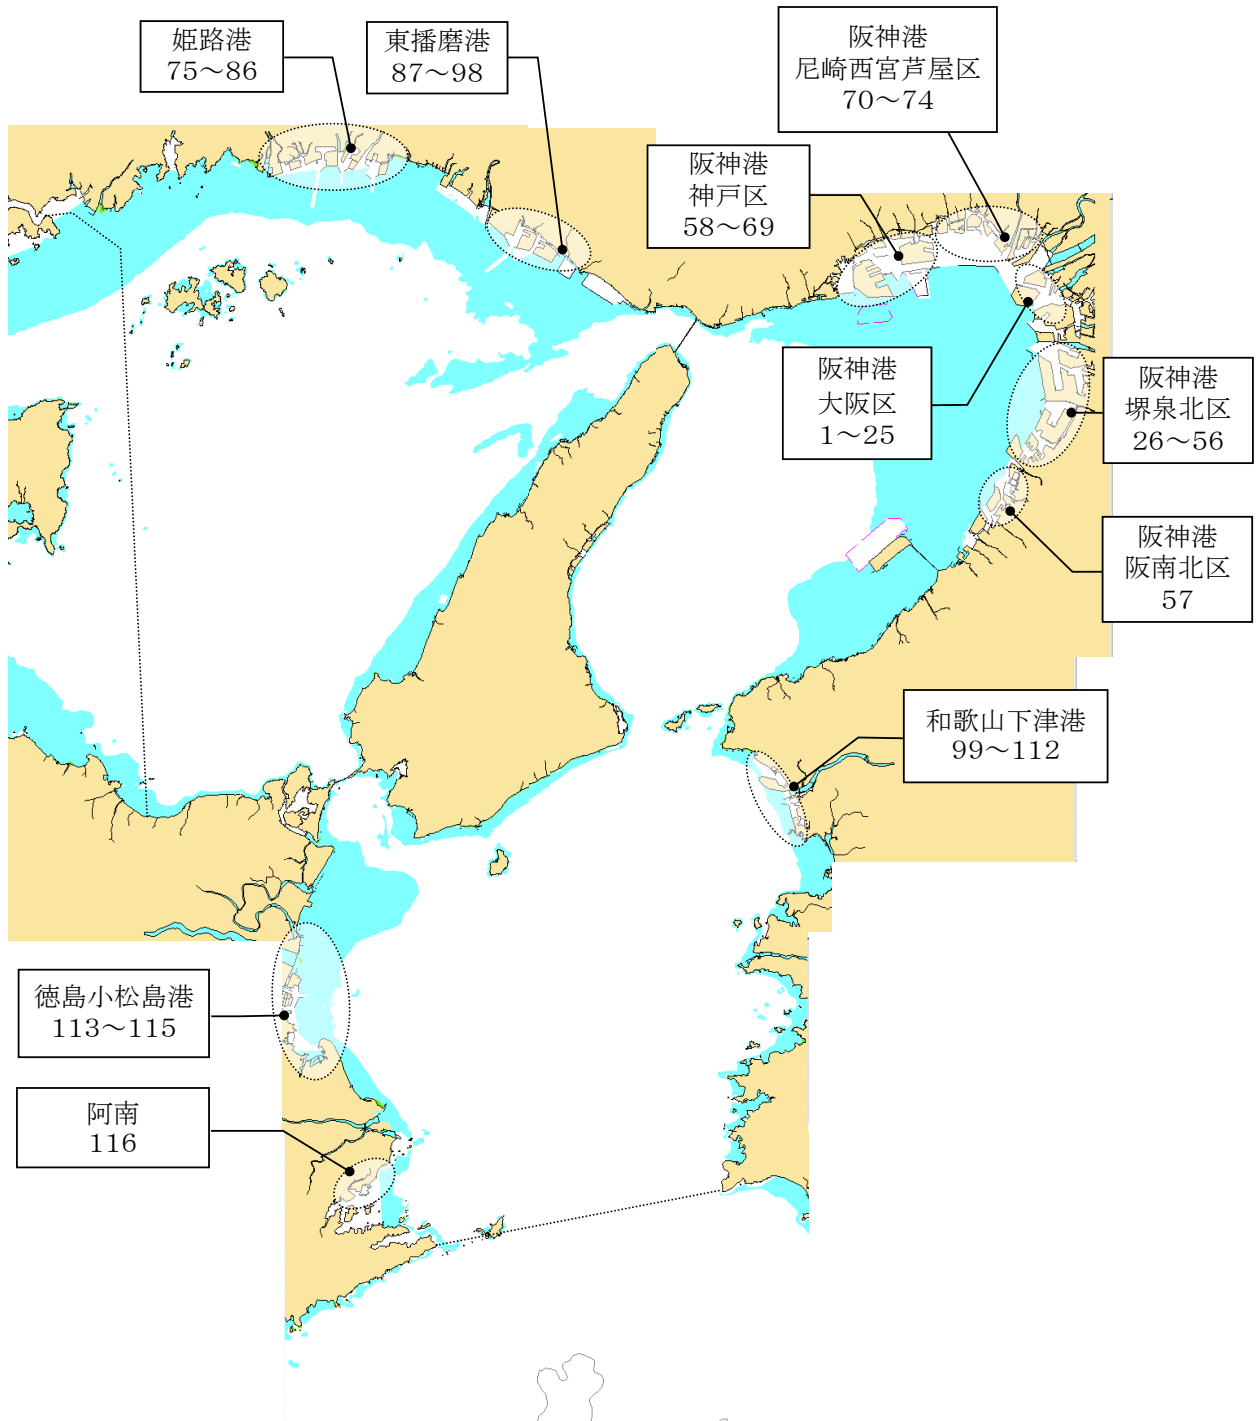 姫路港
75～86
東播磨港
87～98
阪神港
尼崎西宮芦屋区
70～74
阪神港
神戸区
58～69
阪神港
大阪区
1～25
阪神港
堺泉北区
26～56
阪神港
阪南北区
57
和歌山下津港
99～112
徳島小松島港
113～115
阿南
116